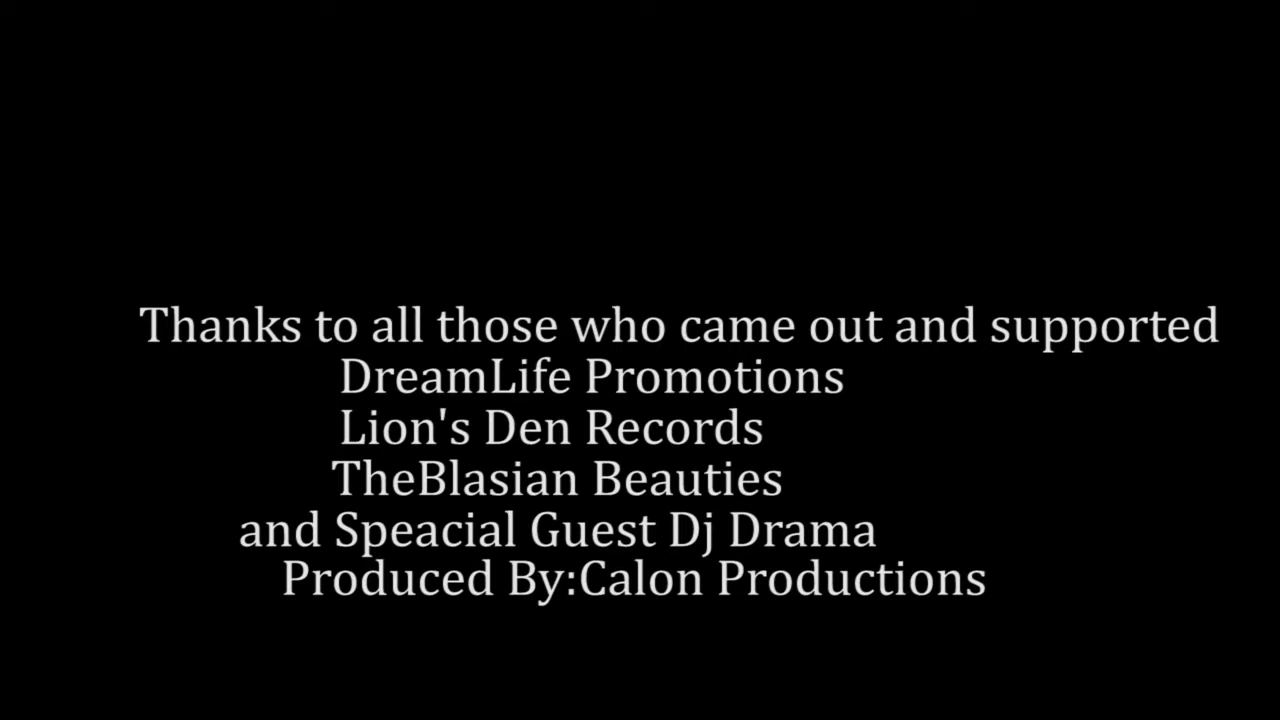 Thanks to all those who came out and supported
DreamLife Promotions
Lion's Den Records
TheBlasian Beauties
and Speacial Guest Dj Drama
Produced By:Calon Productions